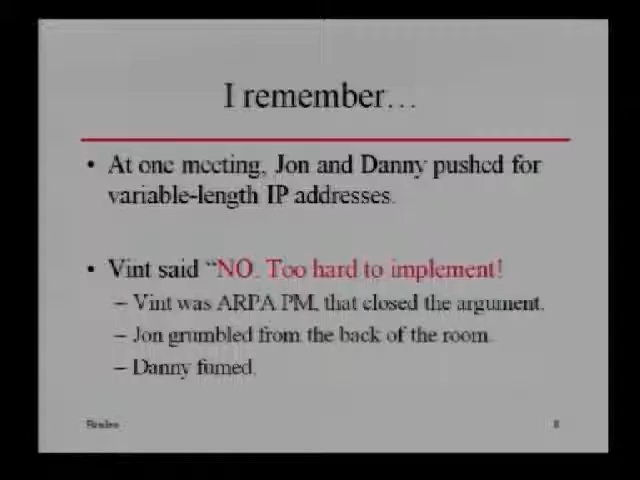 I remember…
• At one meeting, Jon and Danny pushed for
variable-length IP addresses.
• Vint said “NO. Too hard to implement!
– Vint was ARPA PM, that closed the argument.
– Jon grumbled from the back of the room.
– Danny fumed.
8